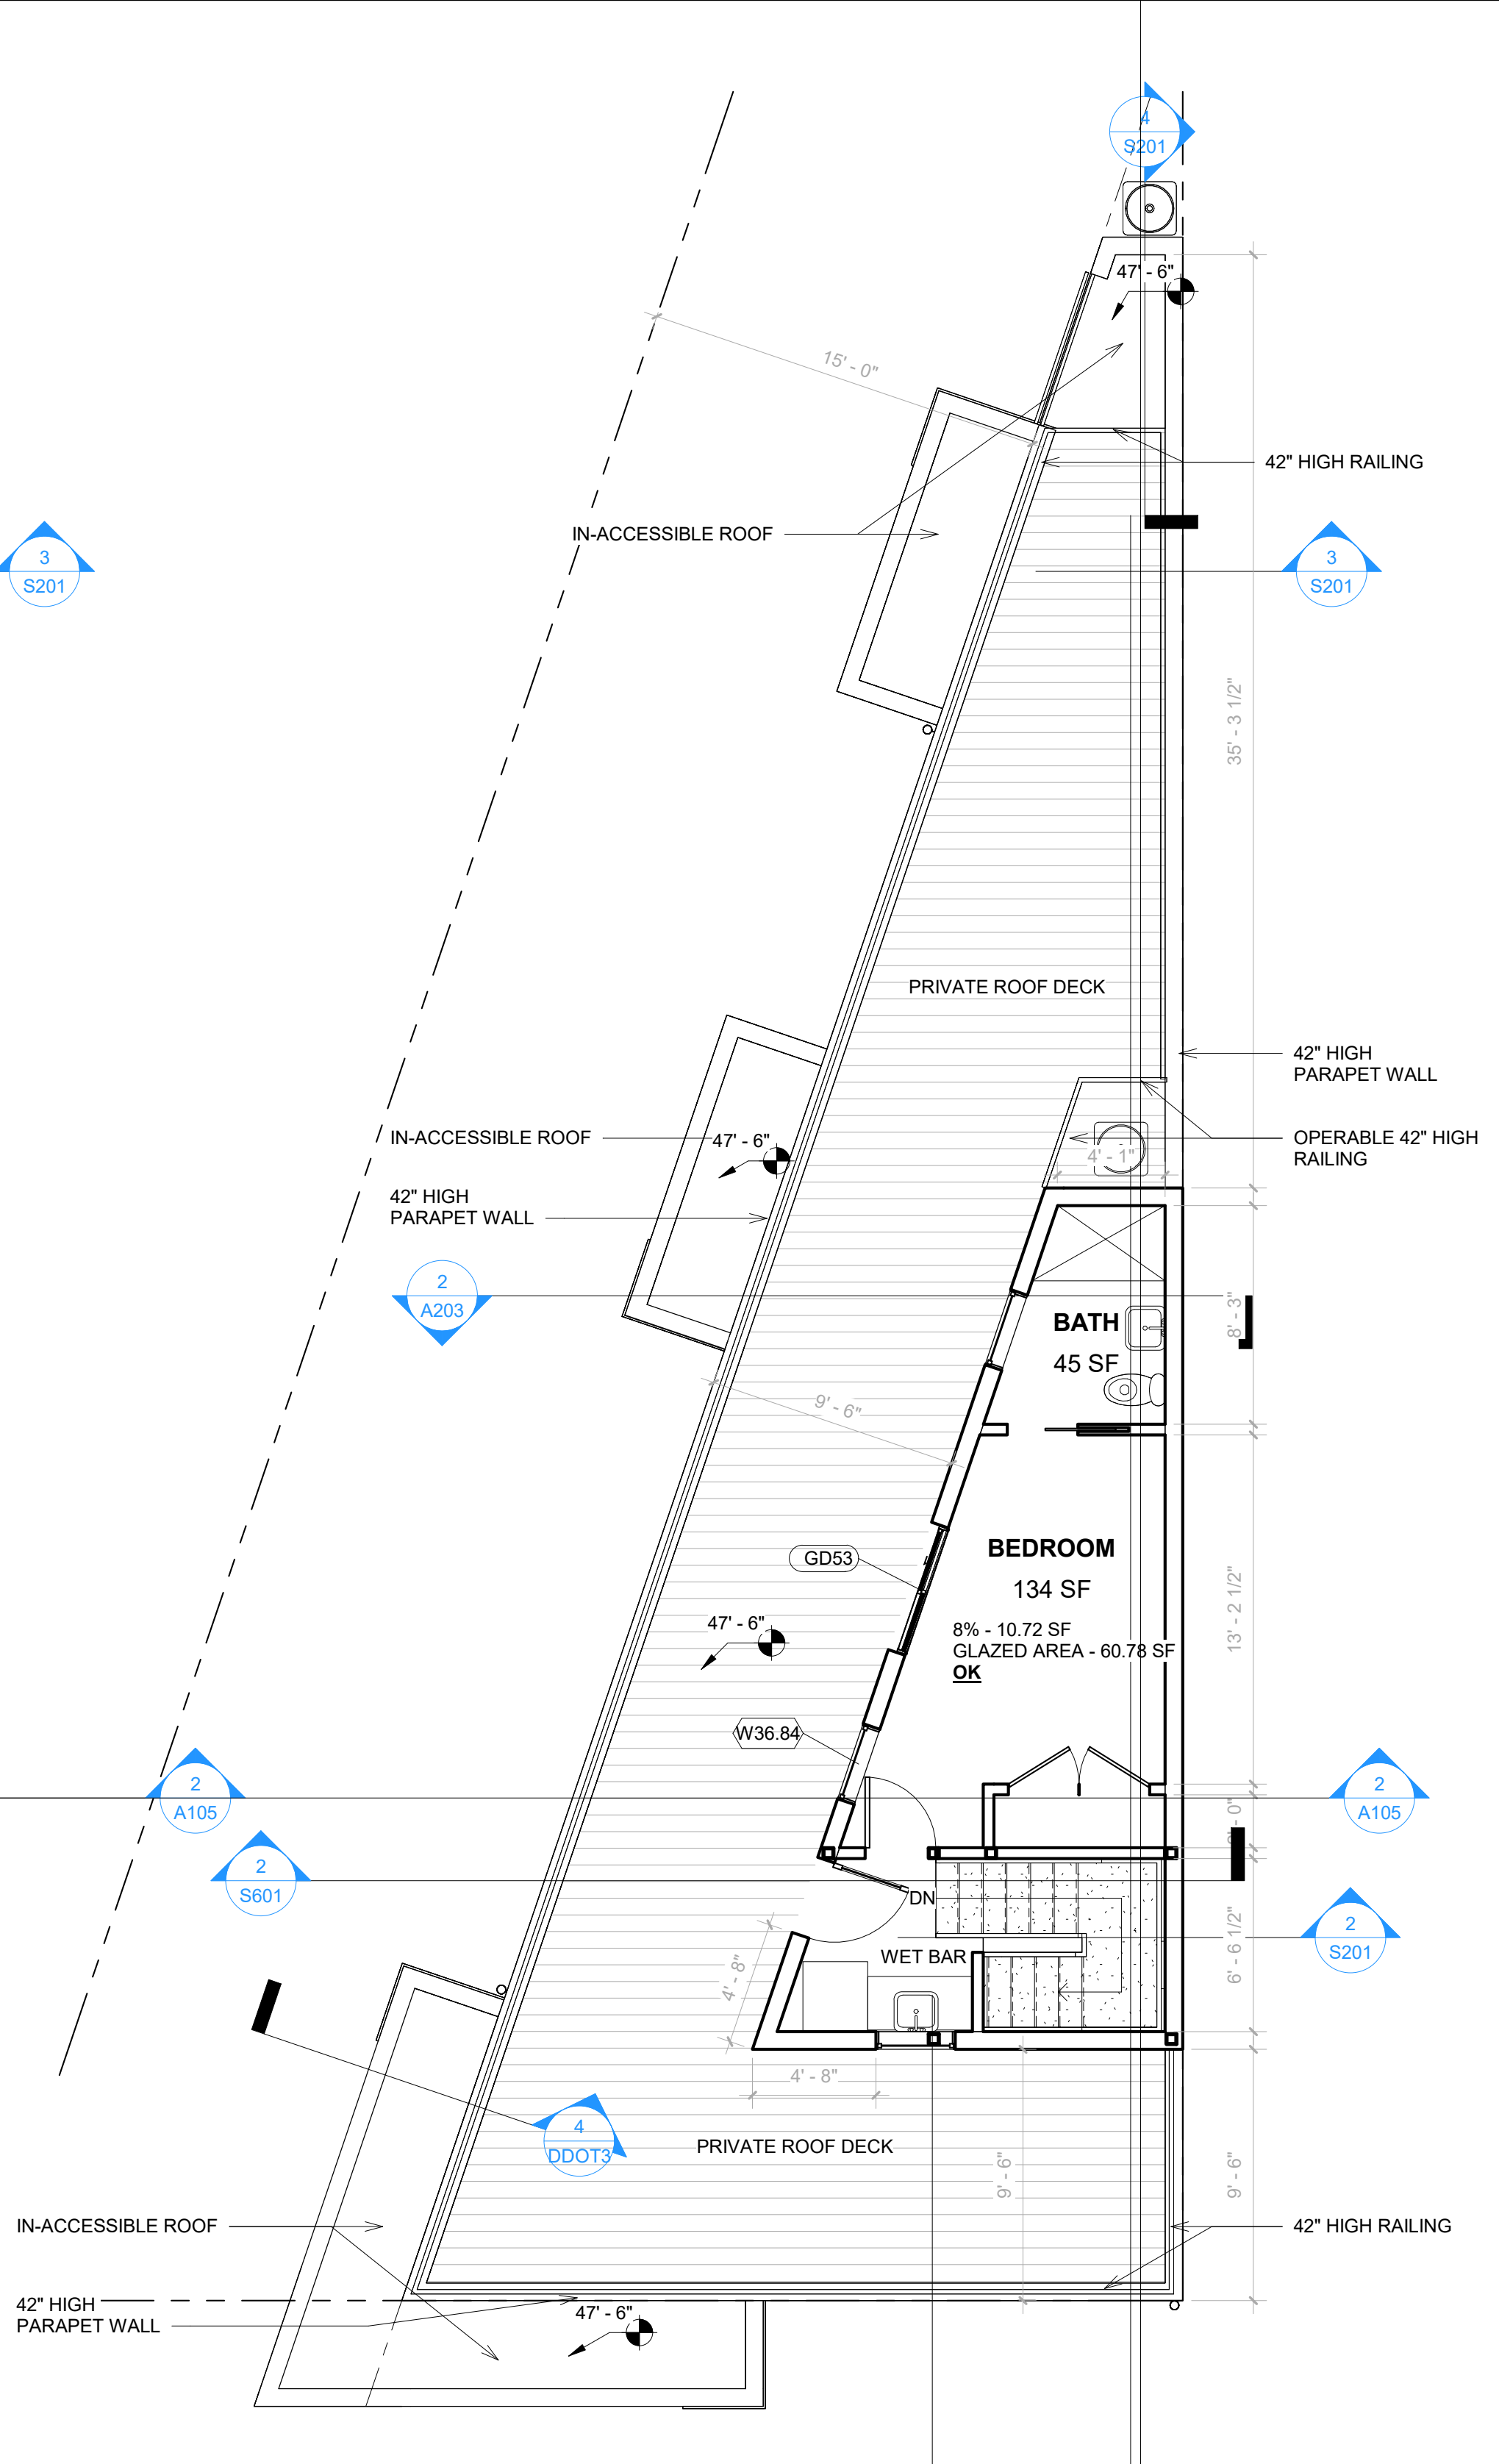 4
S201
47' - 6"
15' - 0"
42" HIGH RAILING
IN-ACCESSIBLE ROOF
3
S201
3
S201
35' - 3 1/2"
PRIVATE ROOF DECK
42" HIGH
PARAPET WALL
IN-ACCESSIBLE ROOF
47' - 6"
OPERABLE 42" HIGH
RAILING
4' - 1"
42" HIGH
PARAPET WALL
2
A203
8' - 3"
BATH
45 SF
9' - 6"
BEDROOM
134 SF
GD53
8% - 10.72 SF
GLAZED AREA - 60.78 SF
OK
13' - 2 1/2"
47' - 6"
W36.84
2
A105
2
A105
2
S601
DN
WET BAR
2
S201
6' - 6 1/2"
4' - 8"
4' - 8"
4
DDOT3
PRIVATE ROOF DECK
9' - 6"
9' - 6"
IN-ACCESSIBLE ROOF
42" HIGH RAILING
42" HIGH
PARAPET WALL
47' - 6"